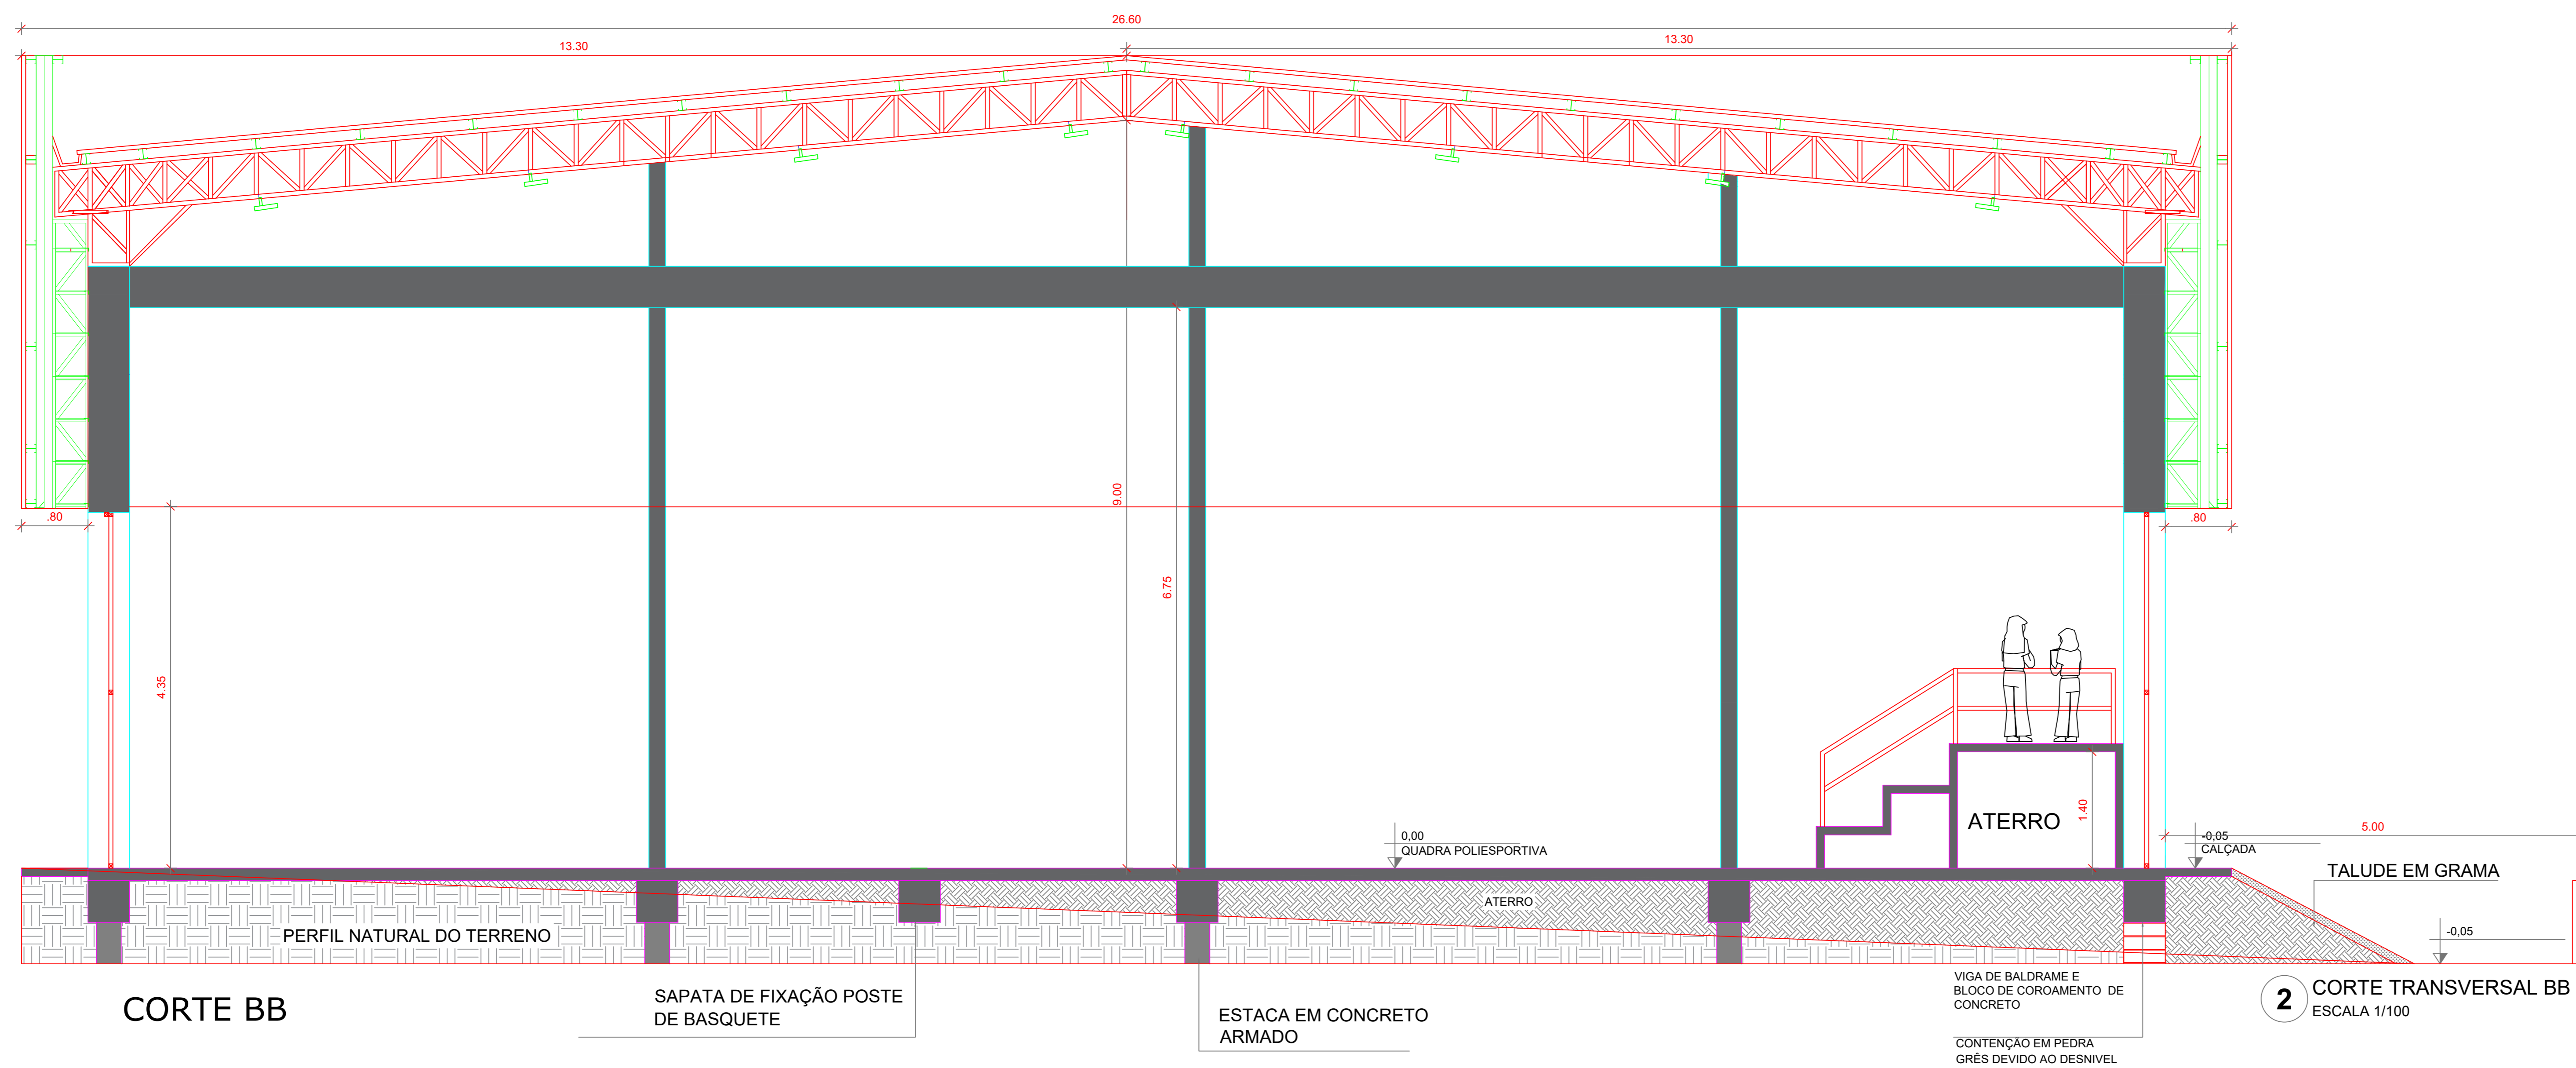 26.60
13.30
13.30
.80
.80
9.00
6.75
4.35
1.40
5.00
0,00
QUADRA POLIESPORTIVA
ATERRO
-0,05
CALÇADA
TALUDE EM GRAMA
ATERRO
PERFIL NATURAL DO TERRENO
-0,05
CORTE BB
SAPATA DE FIXAÇÃO POSTE
DE BASQUETE
ESTACA EM CONCRETO
ARMADO
VIGA DE BALDRAME E
BLOCO DE COROAMENTO DE
CONCRETO
CONTENÇÃO EM PEDRA
GRÊS DEVIDO AO DESNIVEL
2
CORTE TRANSVERSAL BB
ESCALA 1/100